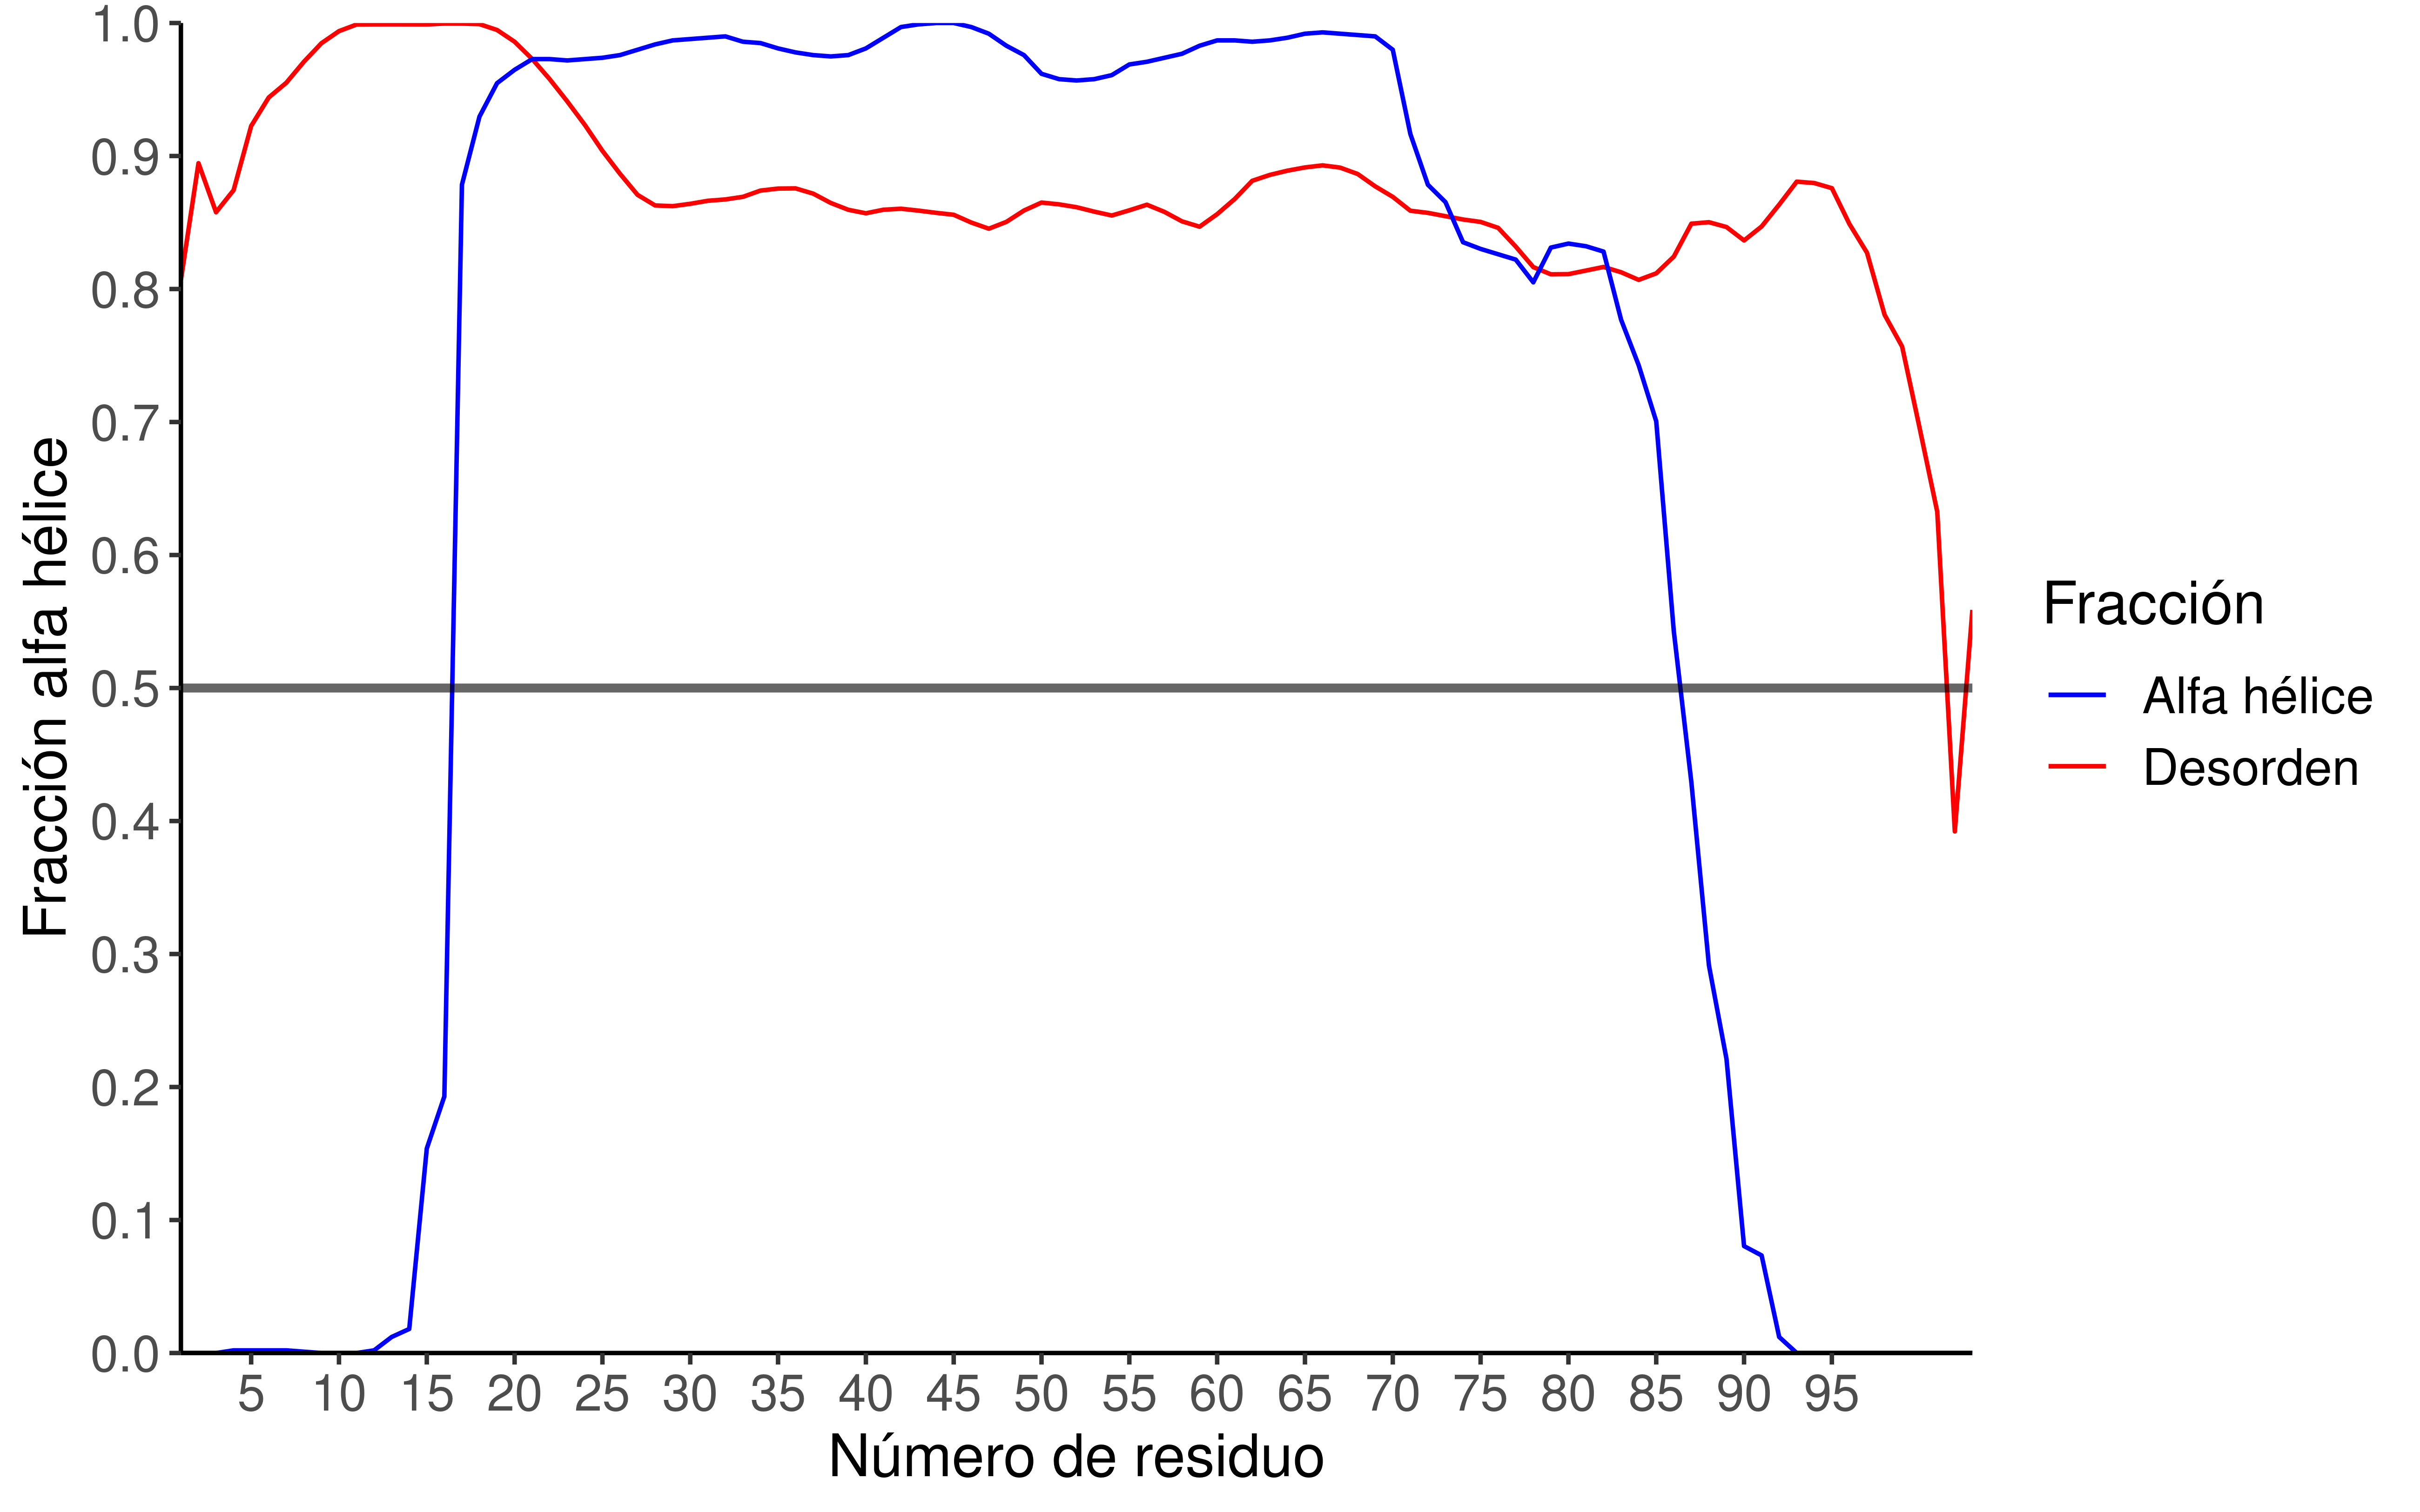 Fracción alfa hélice
1.0
0.9
0.8
0.7
0.6
0.5
0.4
0.3
0.2
0.1
0.0
5 10 15 20 25 30 35 40 45 50 55 60 65 70 75 80 85 90 95
Número de residuo
Fracción
Alfa hélice
Desorden